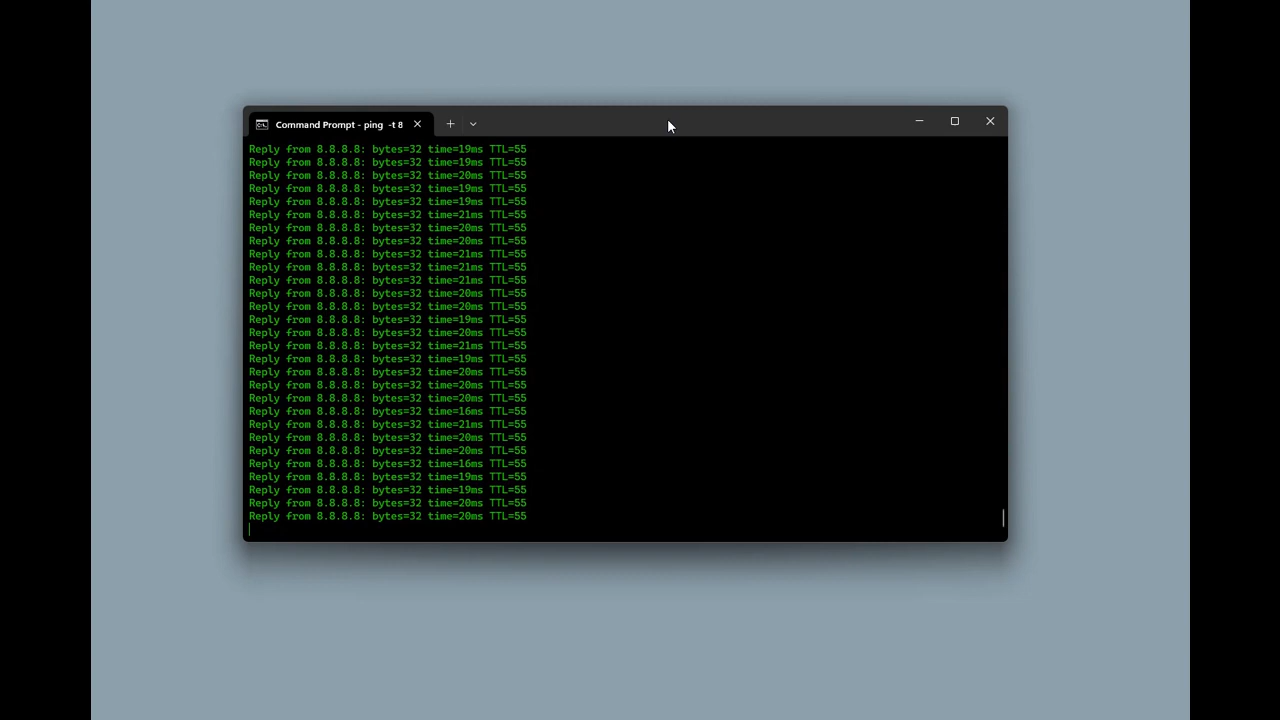 Command Prompt - ping -t 8
Reply from 8.8.8.8: bytes=32 time=19ms TTL=55
Reply from 8.8.8.8: bytes=32 time=19ms TTL=55
Reply from 8.8.8.8: bytes=32 time=20ms TTL=55
Reply from 8.8.8.8: bytes=32 time=19ms TTL=55
Reply from 8.8.8.8: bytes=32 time=19ms TTL=55
Reply from 8.8.8.8: bytes=32 time=21ms TTL=55
Reply from 8.8.8.8: bytes=32 time=20ms TTL=55
Reply from 8.8.8.8: bytes=32 time=20ms TTL=55
Reply from 8.8.8.8: bytes=32 time=21ms TTL=55
Reply from 8.8.8.8: bytes=32 time=21ms TTL=55
Reply from 8.8.8.8: bytes=32 time=21ms TTL=55
Reply from 8.8.8.8: bytes=32 time=20ms TTL=55
Reply from 8.8.8.8: bytes=32 time=20ms TTL=55
Reply from 8.8.8.8: bytes=32 time=19ms TTL=55
Reply from 8.8.8.8: bytes=32 time=20ms TTL=55
Reply from 8.8.8.8: bytes=32 time=21ms TTL=55
Reply from 8.8.8.8: bytes=32 time=19ms TTL=55
Reply from 8.8.8.8: bytes=32 time=20ms TTL=55
Reply from 8.8.8.8: bytes=32 time=20ms TTL=55
Reply from 8.8.8.8: bytes=32 time=20ms TTL=55
Reply from 8.8.8.8: bytes=32 time=16ms TTL=55
Reply from 8.8.8.8: bytes=32 time=21ms TTL=55
Reply from 8.8.8.8: bytes=32 time=20ms TTL=55
Reply from 8.8.8.8: bytes=32 time=20ms TTL=55
Reply from 8.8.8.8: bytes=32 time=16ms TTL=55
Reply from 8.8.8.8: bytes=32 time=19ms TTL=55
Reply from 8.8.8.8: bytes=32 time=19ms TTL=55
Reply from 8.8.8.8: bytes=32 time=20ms TTL=55
Reply from 8.8.8.8: bytes=32 time=20ms TTL=55